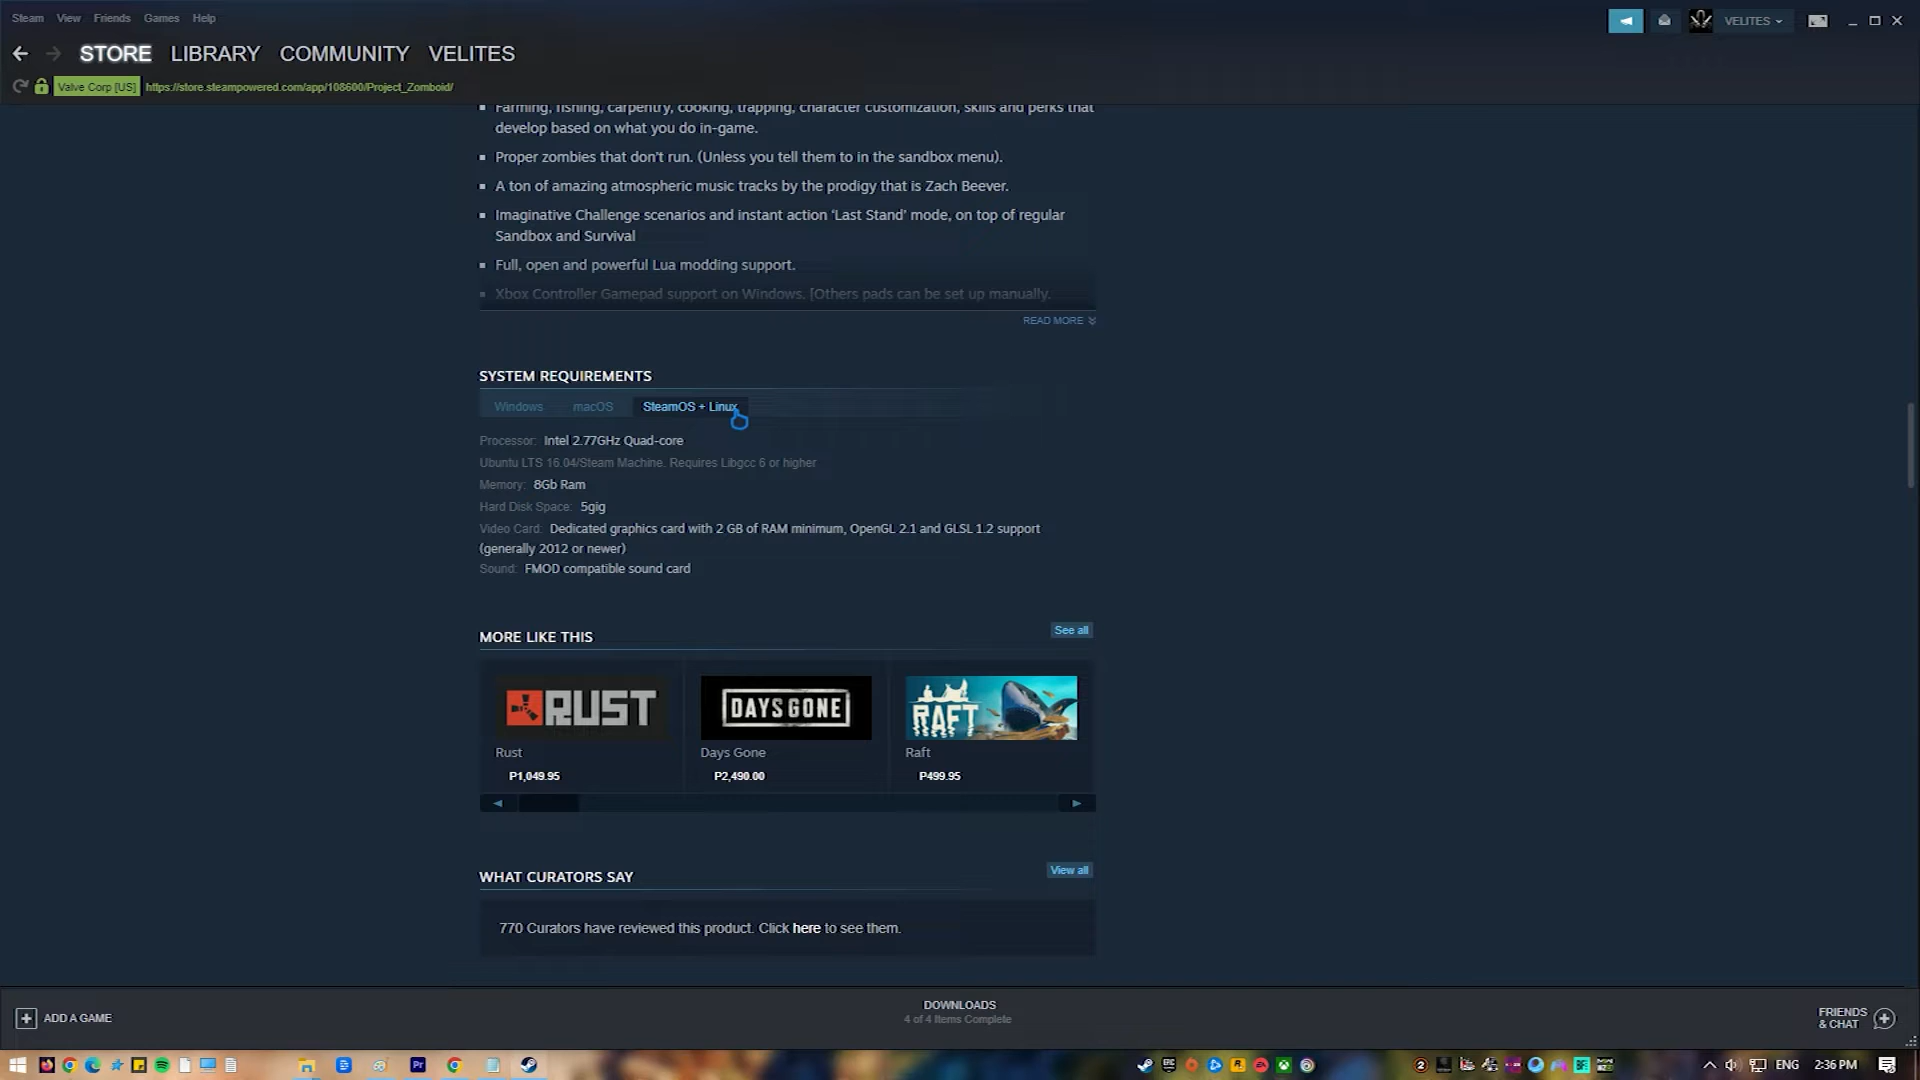 Steam View Friends Games Help
VELITES
STORE LIBRARY COMMUNITY VELITES
Valve Corp [US] https://store.steampowered.com/app/108600/Project_Zomboid/
Farming, fishing, carpentry, cooking, trapping, character customization, skills and perks that
develop based on what you do in-game.
Proper zombies that don't run. (Unless you tell them to in the sandbox menu).
A ton of amazing atmospheric music tracks by the prodigy that is Zach Beever.
Imaginative Challenge scenarios and instant action 'Last Stand' mode, on top of regular
Sandbox and Survival
Full, open and powerful Lua modding support.
Xbox Controller Gamepad support on Windows. [Others pads can be set up manually.
READ MORE
SYSTEM REQUIREMENTS
Windows macOS SteamOS + Linux
Processor: Intel 2.77GHz Quad-core
Ubuntu LTS 16.04/Steam Machine. Requires Libgcc 6 or higher
Memory: 8Gb Ram
Hard Disk Space: 5gig
Video Card: Dedicated graphics card with 2 GB of RAM minimum, OpenGL 2.1 and GLSL 1.2 support
(generally 2012 or newer)
Sound: FMOD compatible sound card
MORE LIKE THIS See all
RUST DAYS GONE RAFT
Rust Days Gone Raft
P1,049.95 P2,490.00 P499.95
WHAT CURATORS SAY View all
770 Curators have reviewed this product. Click here to see them.
ADD A GAME
DOWNLOADS
4 of 4 Items Complete
FRIENDS
& CHAT
Pr
ENG 2:36 PM